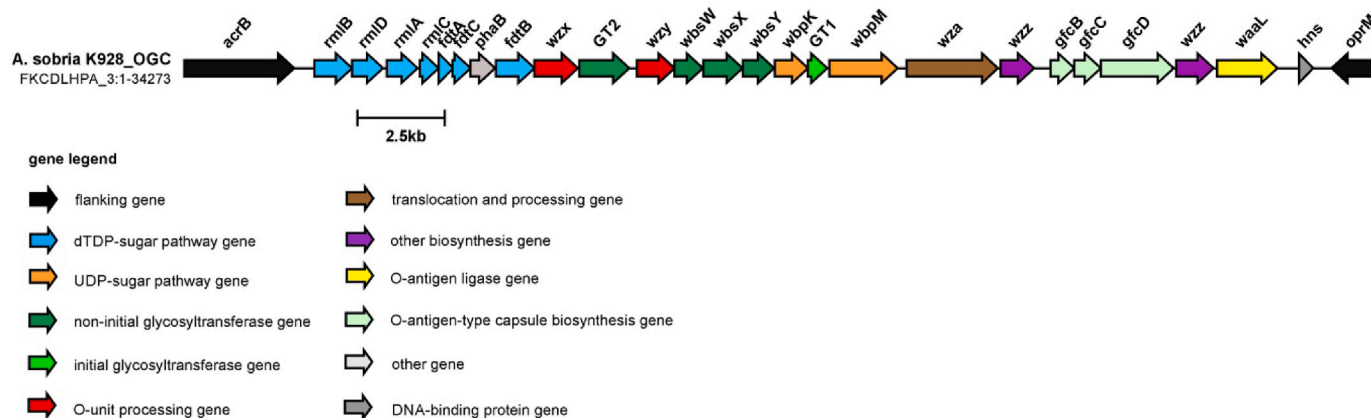 acrB rmlB rmlD rmlA rmlC fdtA fdtC phaB fdtB wzx GT2 wzy wbsW wbsX wbsY wbpK GT1 wbpM wza wzz gfcB gfcC gfcD wzz waaL hns oprM
A. sobria K928_OGC
FKCDLHPA_3:1-34273
2.5kb
gene legend
flanking gene
dTDP-sugar pathway gene
UDP-sugar pathway gene
non-initial glycosyltransferase gene
initial glycosyltransferase gene
O-unit processing gene
translocation and processing gene
other biosynthesis gene
O-antigen ligase gene
O-antigen-type capsule biosynthesis gene
other gene
DNA-binding protein gene